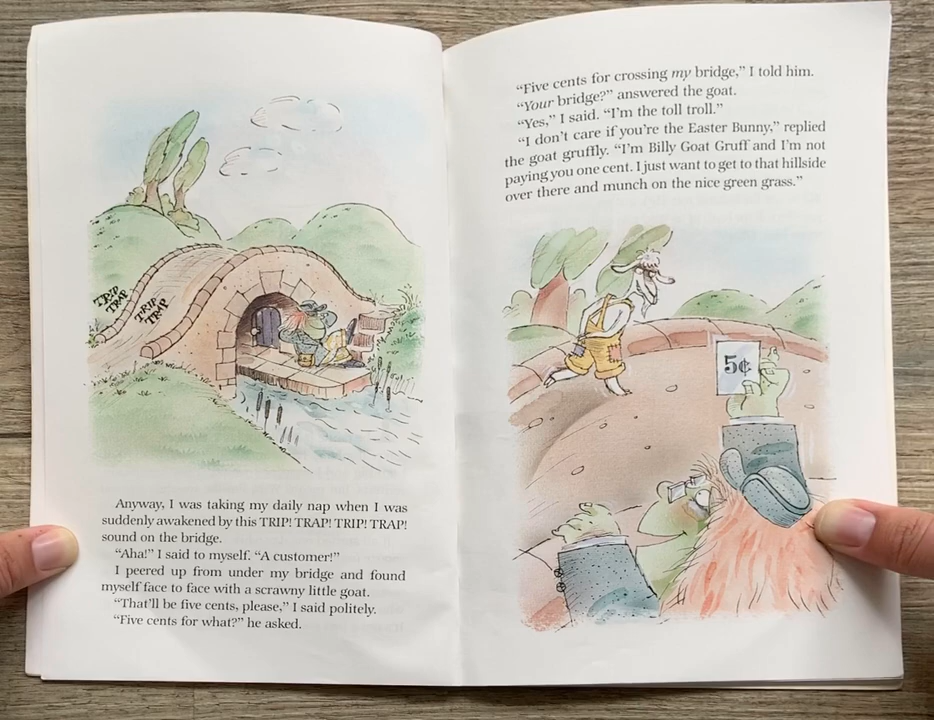 TRIP
TRAP
TRIP
TRAP
Anyway, I was taking my daily nap when I was
suddenly awakened by this TRIP! TRAP! TRIP! TRAP!
sound on the bridge.
“Aha!” I said to myself. “A customer!”
I peered up from under my bridge and found
myself face to face with a scrawny little goat.
“That’ll be five cents, please,” I said politely.
“Five cents for what?” he asked.
“Five cents for crossing my bridge,” I told him.
“Your bridge?” answered the goat.
“Yes,” I said. “I’m the toll troll.”
“I don’t care if you’re the Easter Bunny,” replied
the goat gruffly. “I’m Billy Goat Gruff and I’m not
paying you one cent. I just want to get to that hillside
over there and munch on the nice green grass.”
5¢